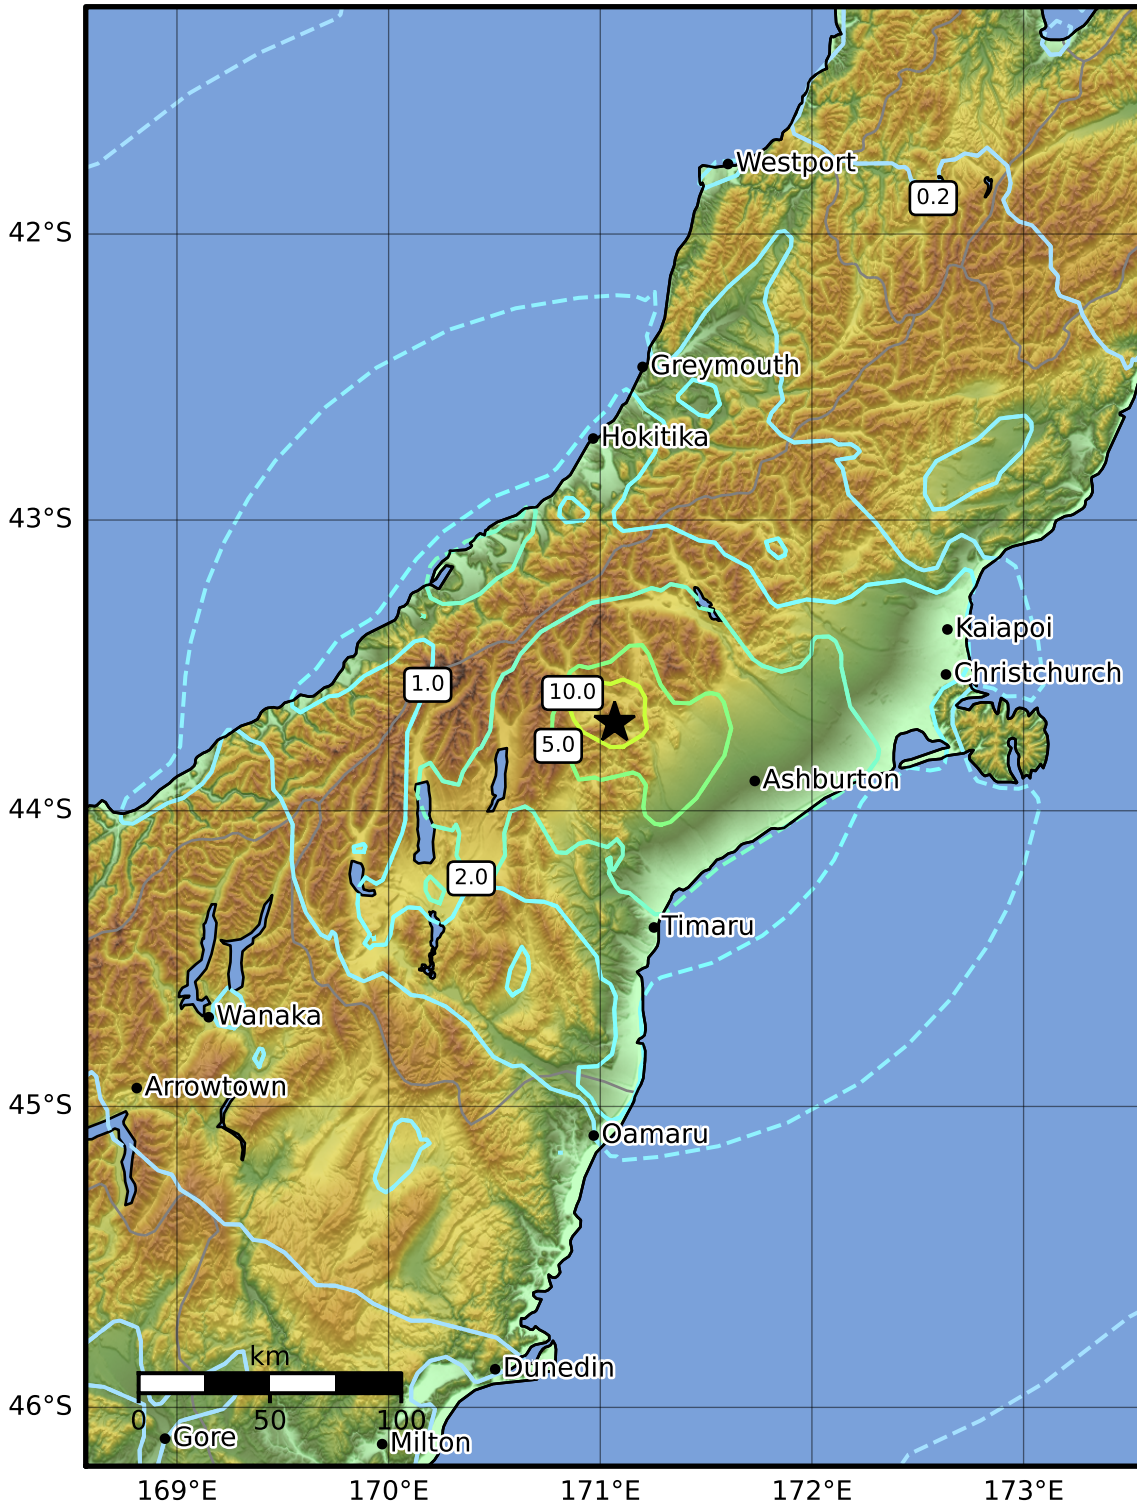 Westport
0.2
42°S
Greymouth
Hokitika
43°S
Kaiapoi
Christchurch
1.0
10.0
5.0
Ashburton
44°S
2.0
Timaru
Wanaka
Arrowtown
45°S
Oamaru
km
Dunedin
0
50
100
46°S
Gore
Milton
169°E
170°E
171°E
172°E
173°E